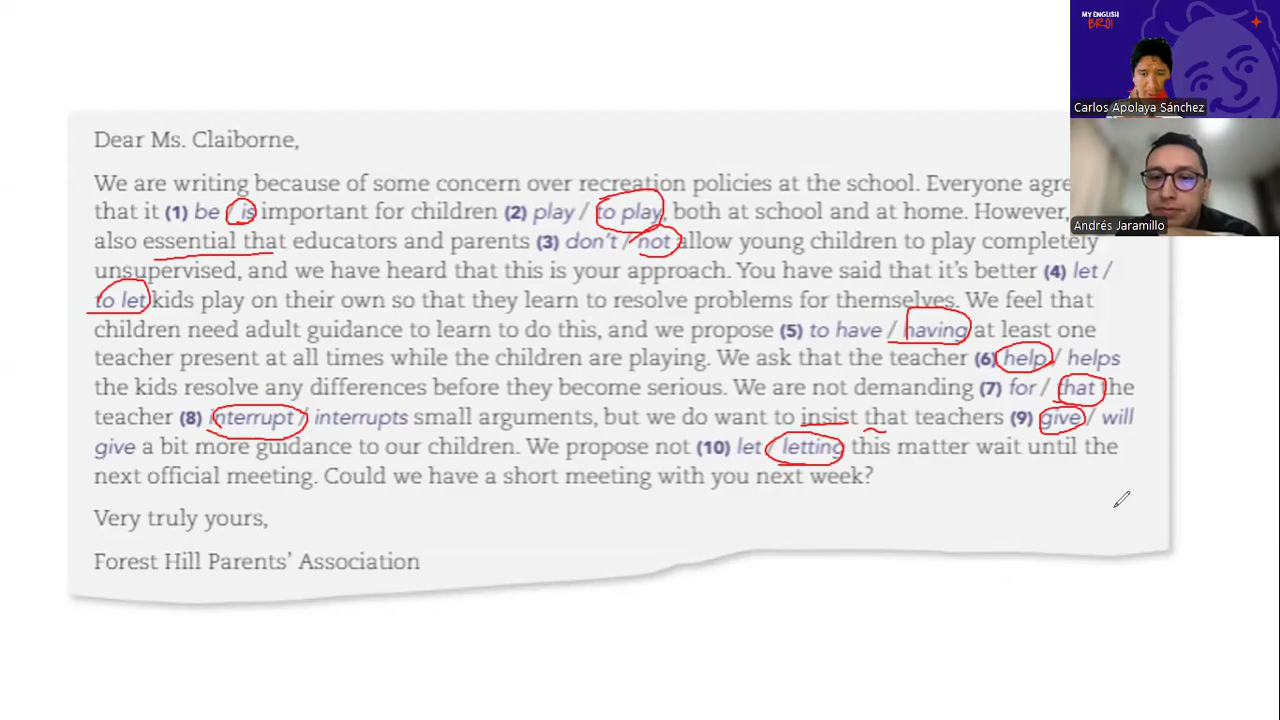 MY ENGLISH
BRO!
Carlos Apolaya Sánchez
Andrés Jaramillo
Dear Ms. Claiborne,
We are writing because of some concern over recreation policies at the school. Everyone agre
that it (1) be / is important for children (2) play / to play, both at school and at home. However,
also essential that educators and parents (3) don't / not allow young children to play completely
unsupervised, and we have heard that this is your approach. You have said that it's better (4) let /
to let kids play on their own so that they learn to resolve problems for themselves. We feel that
children need adult guidance to learn to do this, and we propose (5) to have / having at least one
teacher present at all times while the children are playing. We ask that the teacher (6) help / helps
the kids resolve any differences before they become serious. We are not demanding (7) for / that the
teacher (8) interrupt / interrupts small arguments, but we do want to insist that teachers (9) give / will
give a bit more guidance to our children. We propose not (10) let / letting this matter wait until the
next official meeting. Could we have a short meeting with you next week?
Very truly yours,
Forest Hill Parents' Association